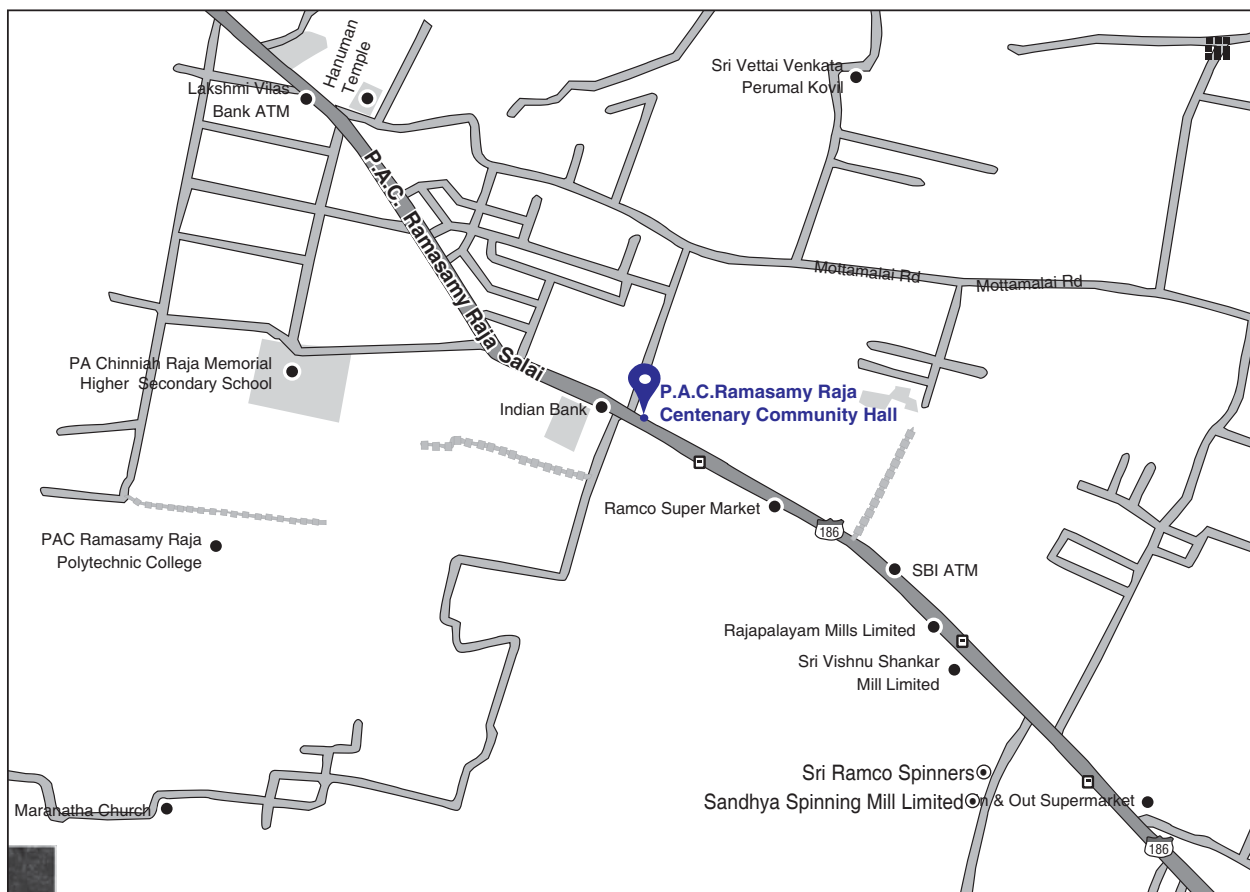 Hanuman
Temple
Lakshmi Vilas
Bank ATM
Sri Vettai Venkata
Perumal Kovil
P.A.C. Ramasamy Raja Salai
Mottamalai Rd
Mottamalai Rd
PA Chinniah Raja Memorial
Higher Secondary School
Indian Bank
P.A.C.Ramasamy Raja
Centenary Community Hall
Ramco Super Market
186
PAC Ramasamy Raja
Polytechnic College
SBI ATM
Rajapalayam Mills Limited
Sri Vishnu Shankar
Mill Limited
Sri Ramco Spinners
Sandhya Spinning Mill Limited
n & Out Supermarket
Maranatha Church
186